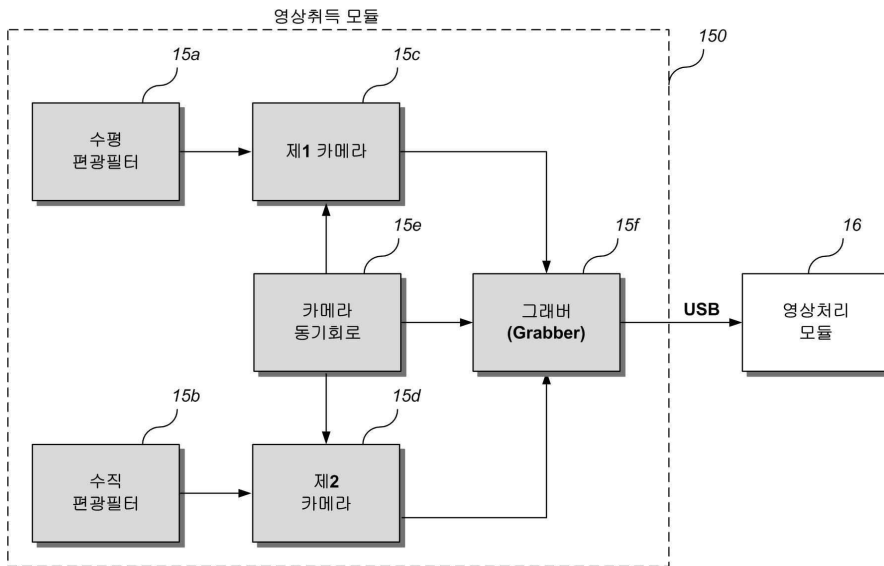 영상취득 모듈
150
15a
15c
수평
편광필터
제1 카메라
15e
15f
16
카메라
동기회로
그래버
(Grabber)
USB
영상처리
모듈
15b
15d
수직
편광필터
제2
카메라